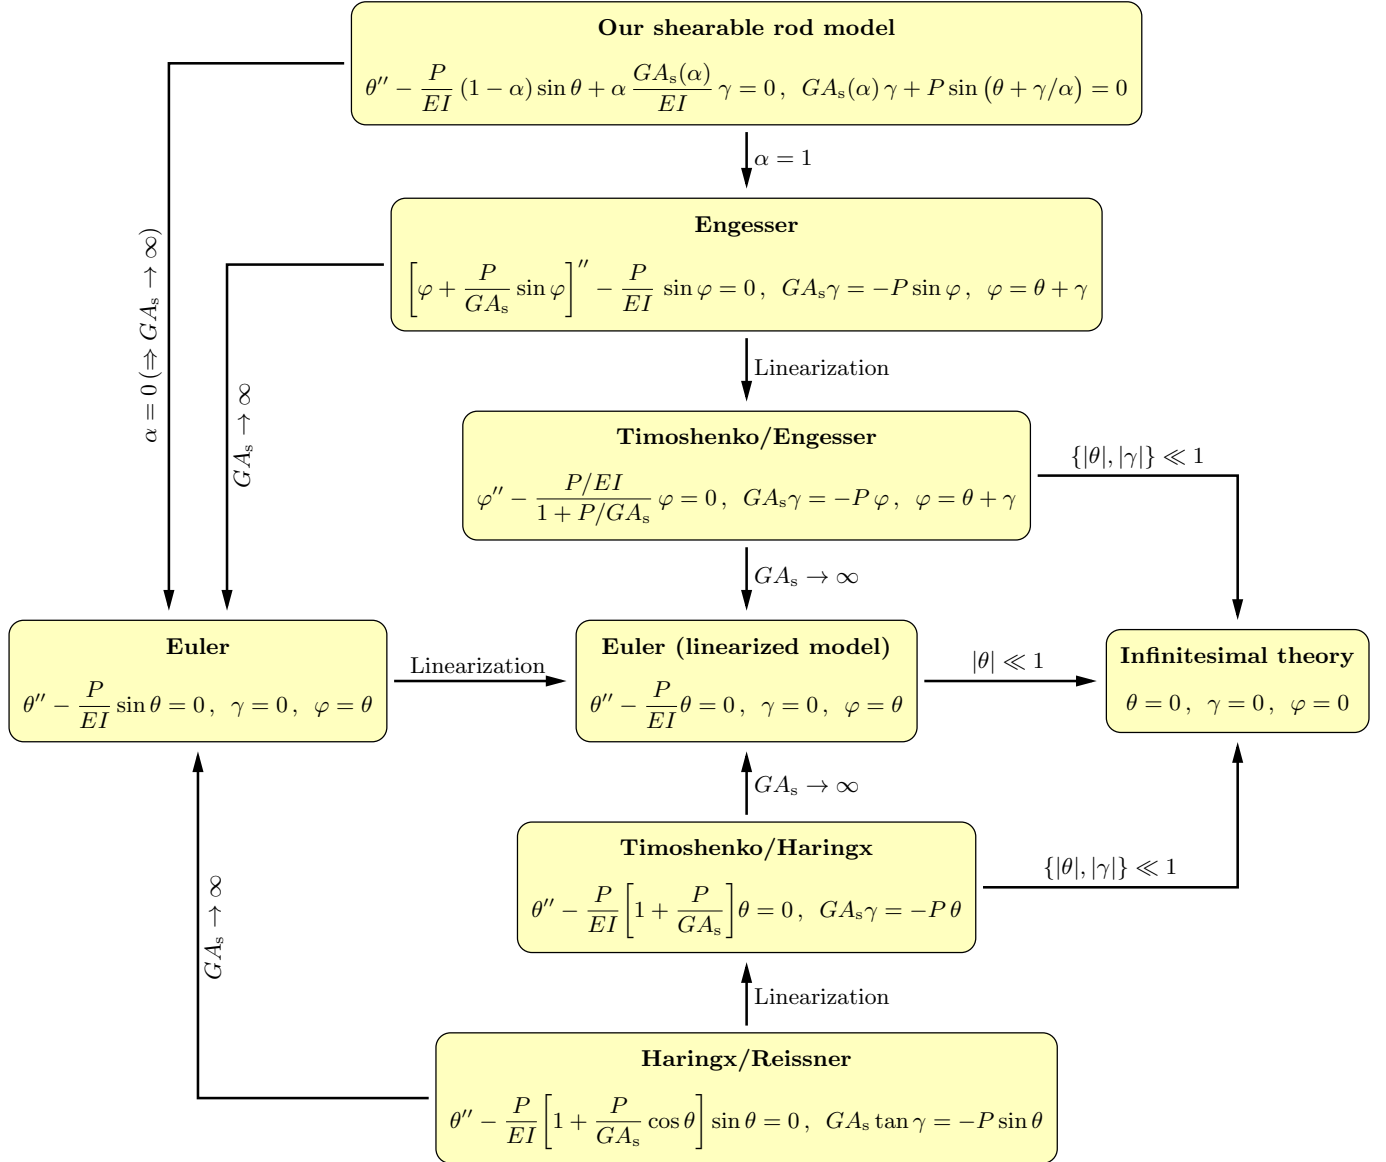 Our shearable rod model
θ″ − P/EI (1 − α) sin θ + α GAₛ(α)/EI γ = 0 ,  GAₛ(α) γ + P sin (θ + γ/α) = 0
α = 1
Engesser
[φ + P/GAₛ sin φ]″ − P/EI sin φ = 0 ,  GAₛγ = −P sin φ ,  φ = θ + γ
α = 0 (⇒ GAₛ → ∞)
GAₛ → ∞
Linearization
Timoshenko/Engesser
φ″ − (P/EI)/(1 + P/GAₛ) φ = 0 ,  GAₛγ = −P φ ,  φ = θ + γ
{|θ|, |γ|} ≪ 1
GAₛ → ∞
Euler
θ″ − P/EI sin θ = 0 ,  γ = 0 ,  φ = θ
Linearization
Euler (linearized model)
θ″ − P/EI θ = 0 ,  γ = 0 ,  φ = θ
|θ| ≪ 1
Infinitesimal theory
θ = 0 ,  γ = 0 ,  φ = 0
GAₛ → ∞
Timoshenko/Haringx
θ″ − P/EI [1 + P/GAₛ] θ = 0 ,  GAₛγ = −P θ
{|θ|, |γ|} ≪ 1
GAₛ → ∞
Linearization
Haringx/Reissner
θ″ − P/EI [1 + P/GAₛ cos θ] sin θ = 0 ,  GAₛ tan γ = −P sin θ